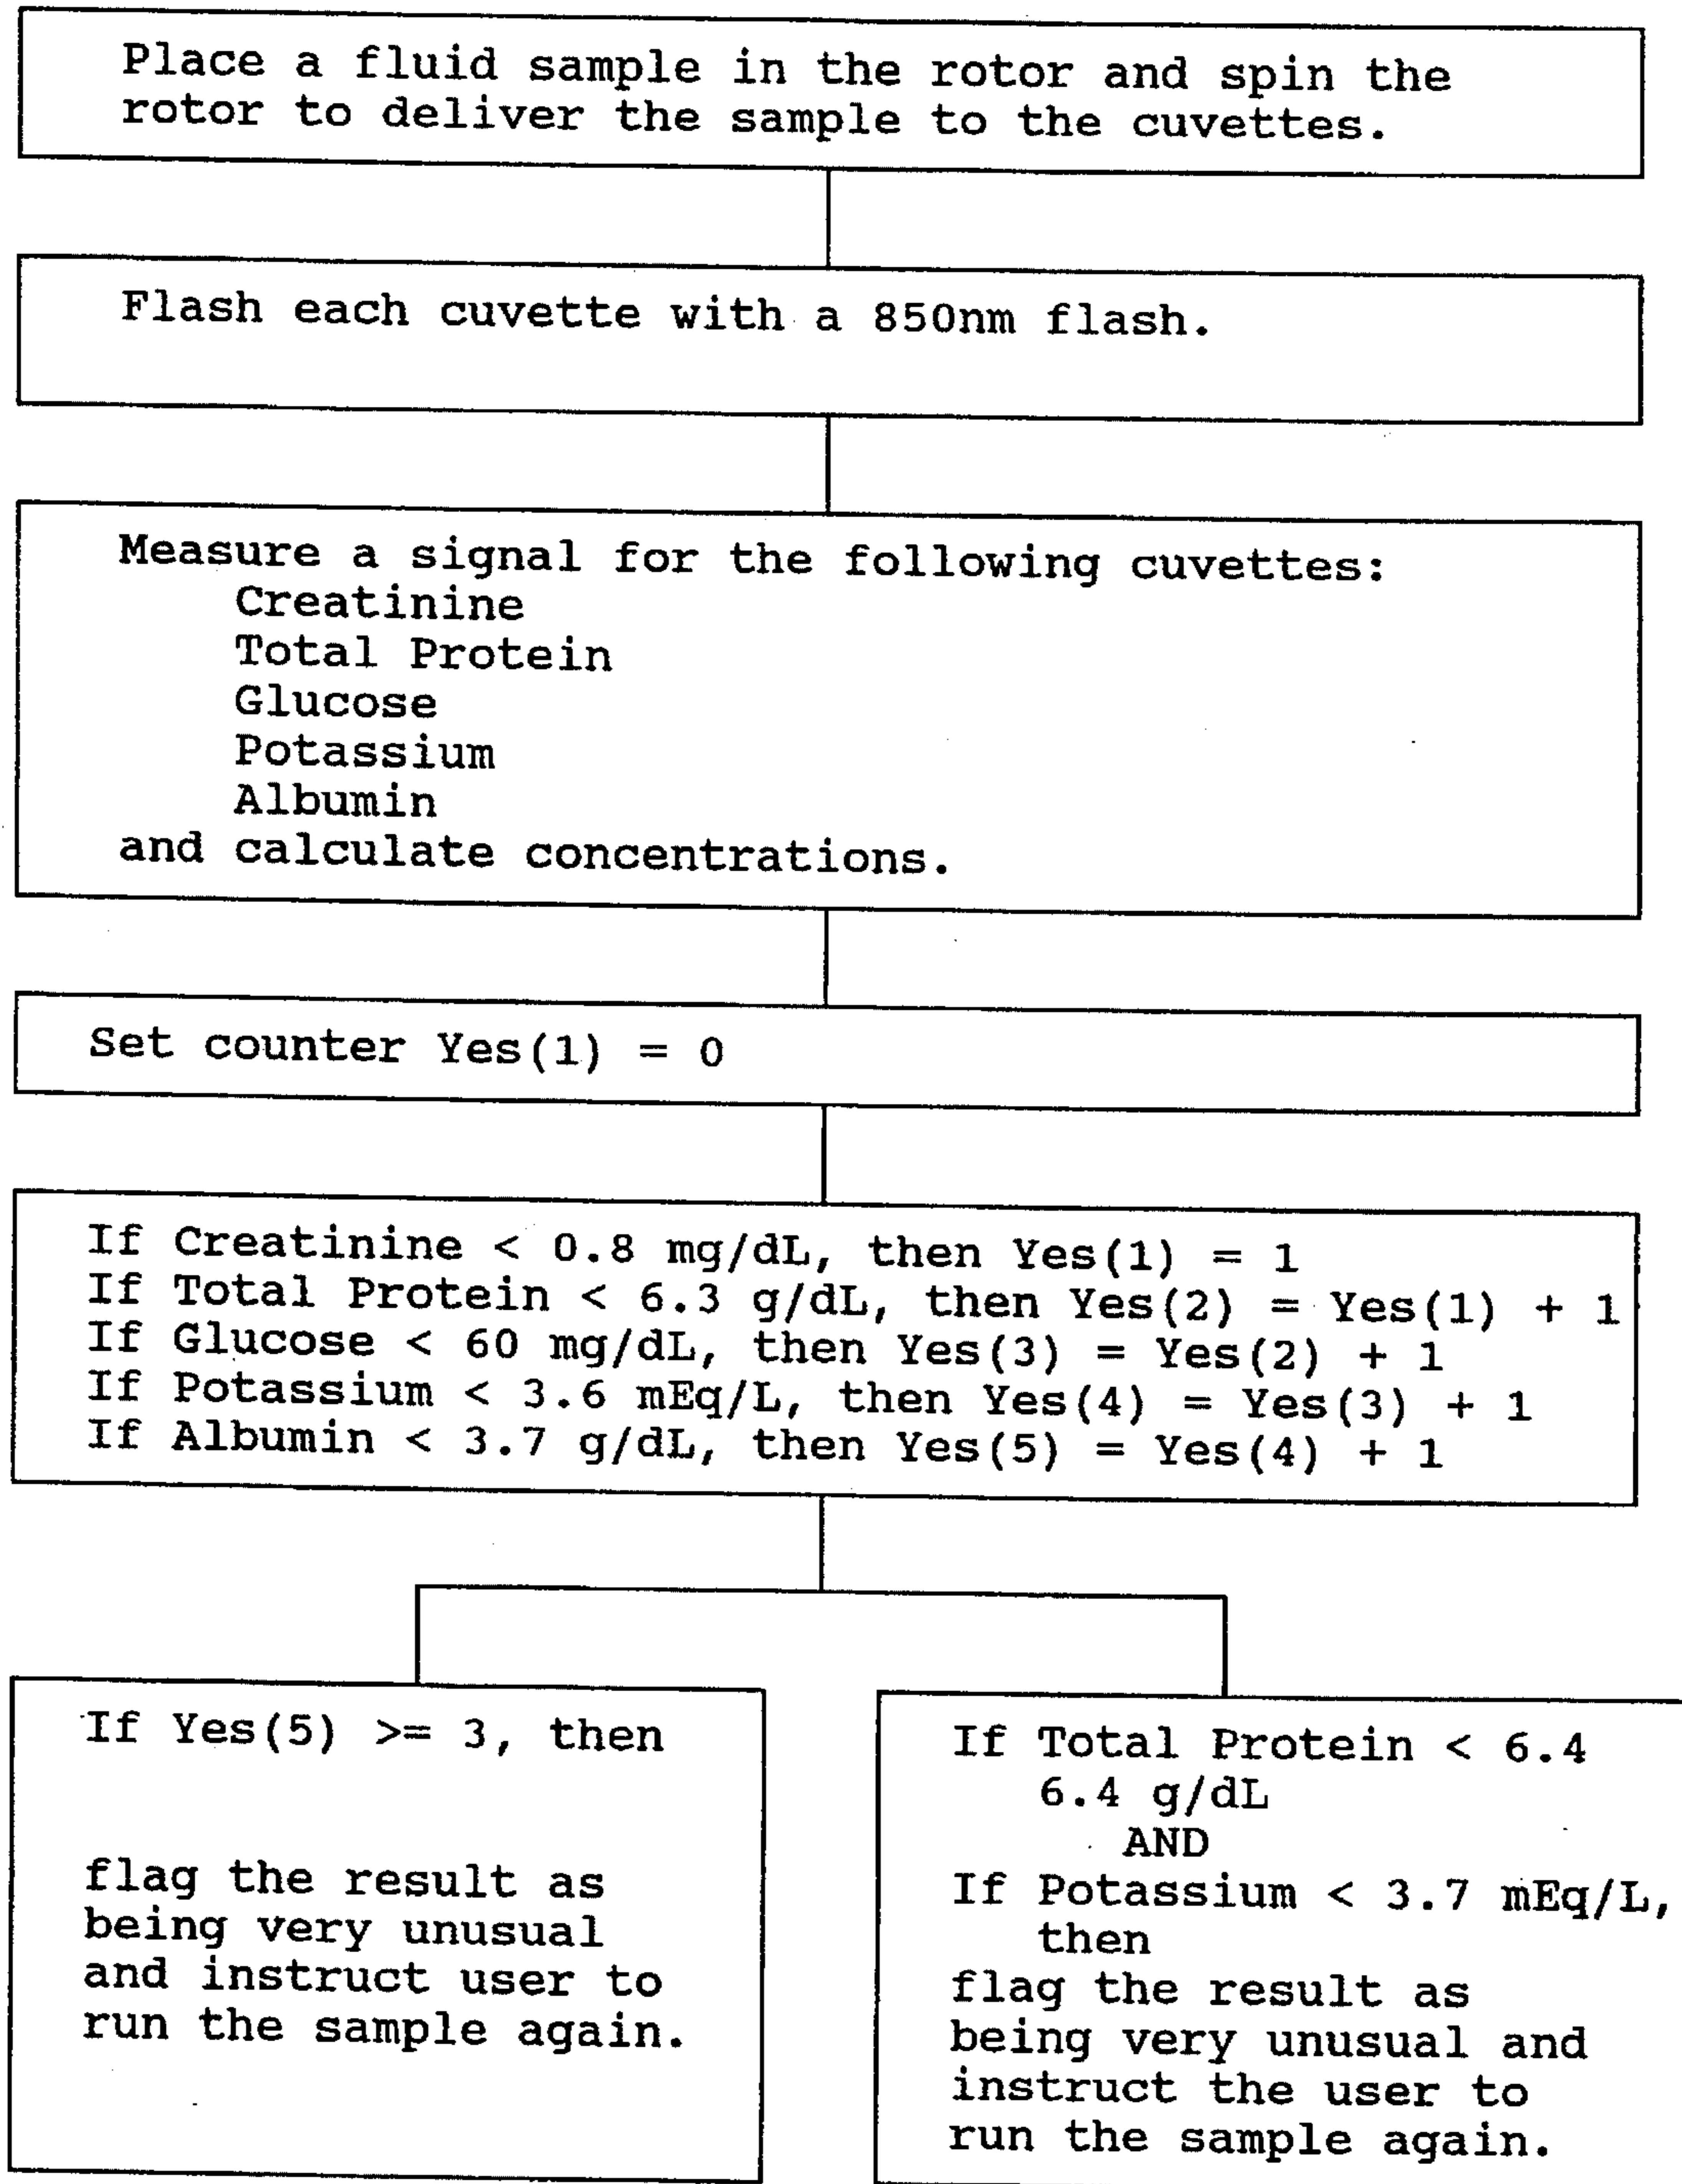 Place a fluid sample in the rotor and spin the
rotor to deliver the sample to the cuvettes.
Flash each cuvette with a 850nm flash.
Measure a signal for the following cuvettes:
Creatinine
Total Protein
Glucose
Potassium
Albumin
and calculate concentrations.
Set counter Yes(1) = 0
If Creatinine < 0.8 mg/dL, then Yes(1) = 1
If Total Protein < 6.3 g/dL, then Yes(2) = Yes(1) + 1
If Glucose < 60 mg/dL, then Yes(3) = Yes(2) + 1
If Potassium < 3.6 mEq/L, then Yes(4) = Yes(3) + 1
If Albumin < 3.7 g/dL, then Yes(5) = Yes(4) + 1
If Yes(5) >= 3, then
flag the result as
being very unusual
and instruct user to
run the sample again.
If Total Protein < 6.4
6.4 g/dL
AND
If Potassium < 3.7 mEq/L,
then
flag the result as
being very unusual and
instruct the user to
run the sample again.